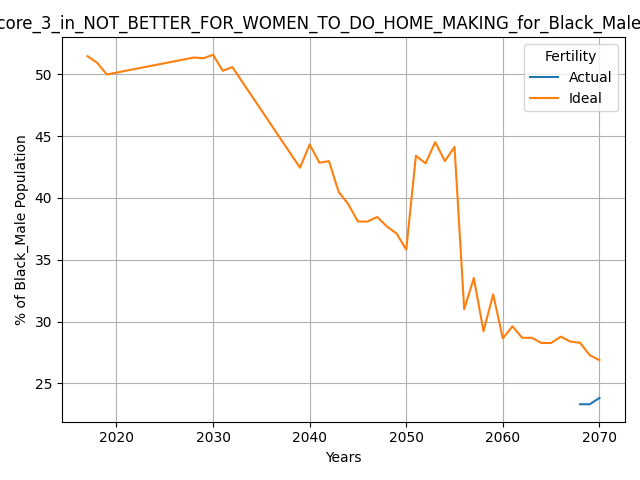 core_3_in_NOT_BETTER_FOR_WOMEN_TO_DO_HOME_MAKING_for_Black_Male
Fertility
Actual
Ideal
% of Black_Male Population
50
45
40
35
30
25
2020
2030
2040
2050
2060
2070
Years